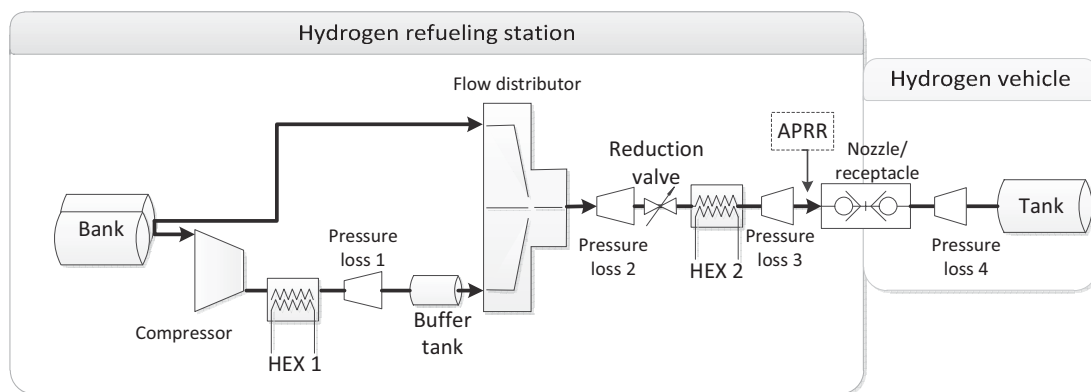 Hydrogen refueling station
Hydrogen vehicle
Flow distributor
APRR
Nozzle/
receptacle
Reduction
valve
Bank
Tank
Pressure
loss 1
Pressure
loss 2
HEX 2
Pressure
loss 3
Pressure
loss 4
Compressor
HEX 1
Buffer
tank